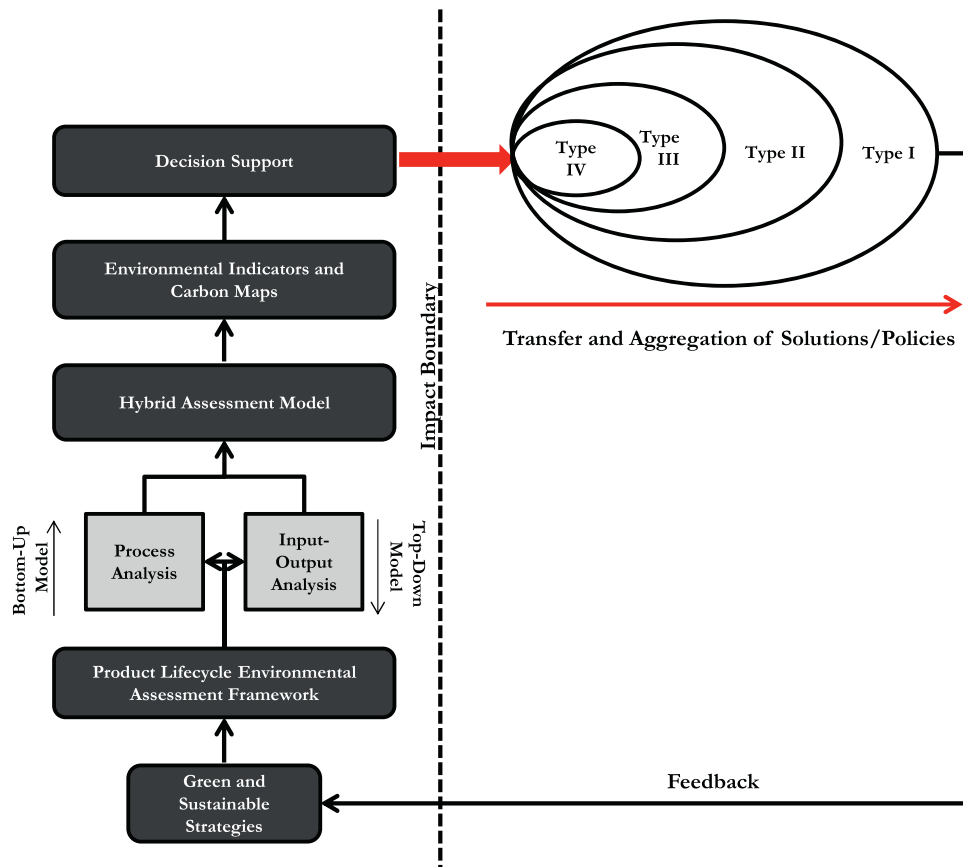 Decision Support
Environmental Indicators and
Carbon Maps
Hybrid Assessment Model
Bottom-Up
Model
Process
Analysis
Input-
Output
Analysis
Top-Down
Model
Product Lifecycle Environmental
Assessment Framework
Green and
Sustainable
Strategies
Impact Boundary
Type
IV
Type
III
Type II
Type I
Transfer and Aggregation of Solutions/Policies
Feedback